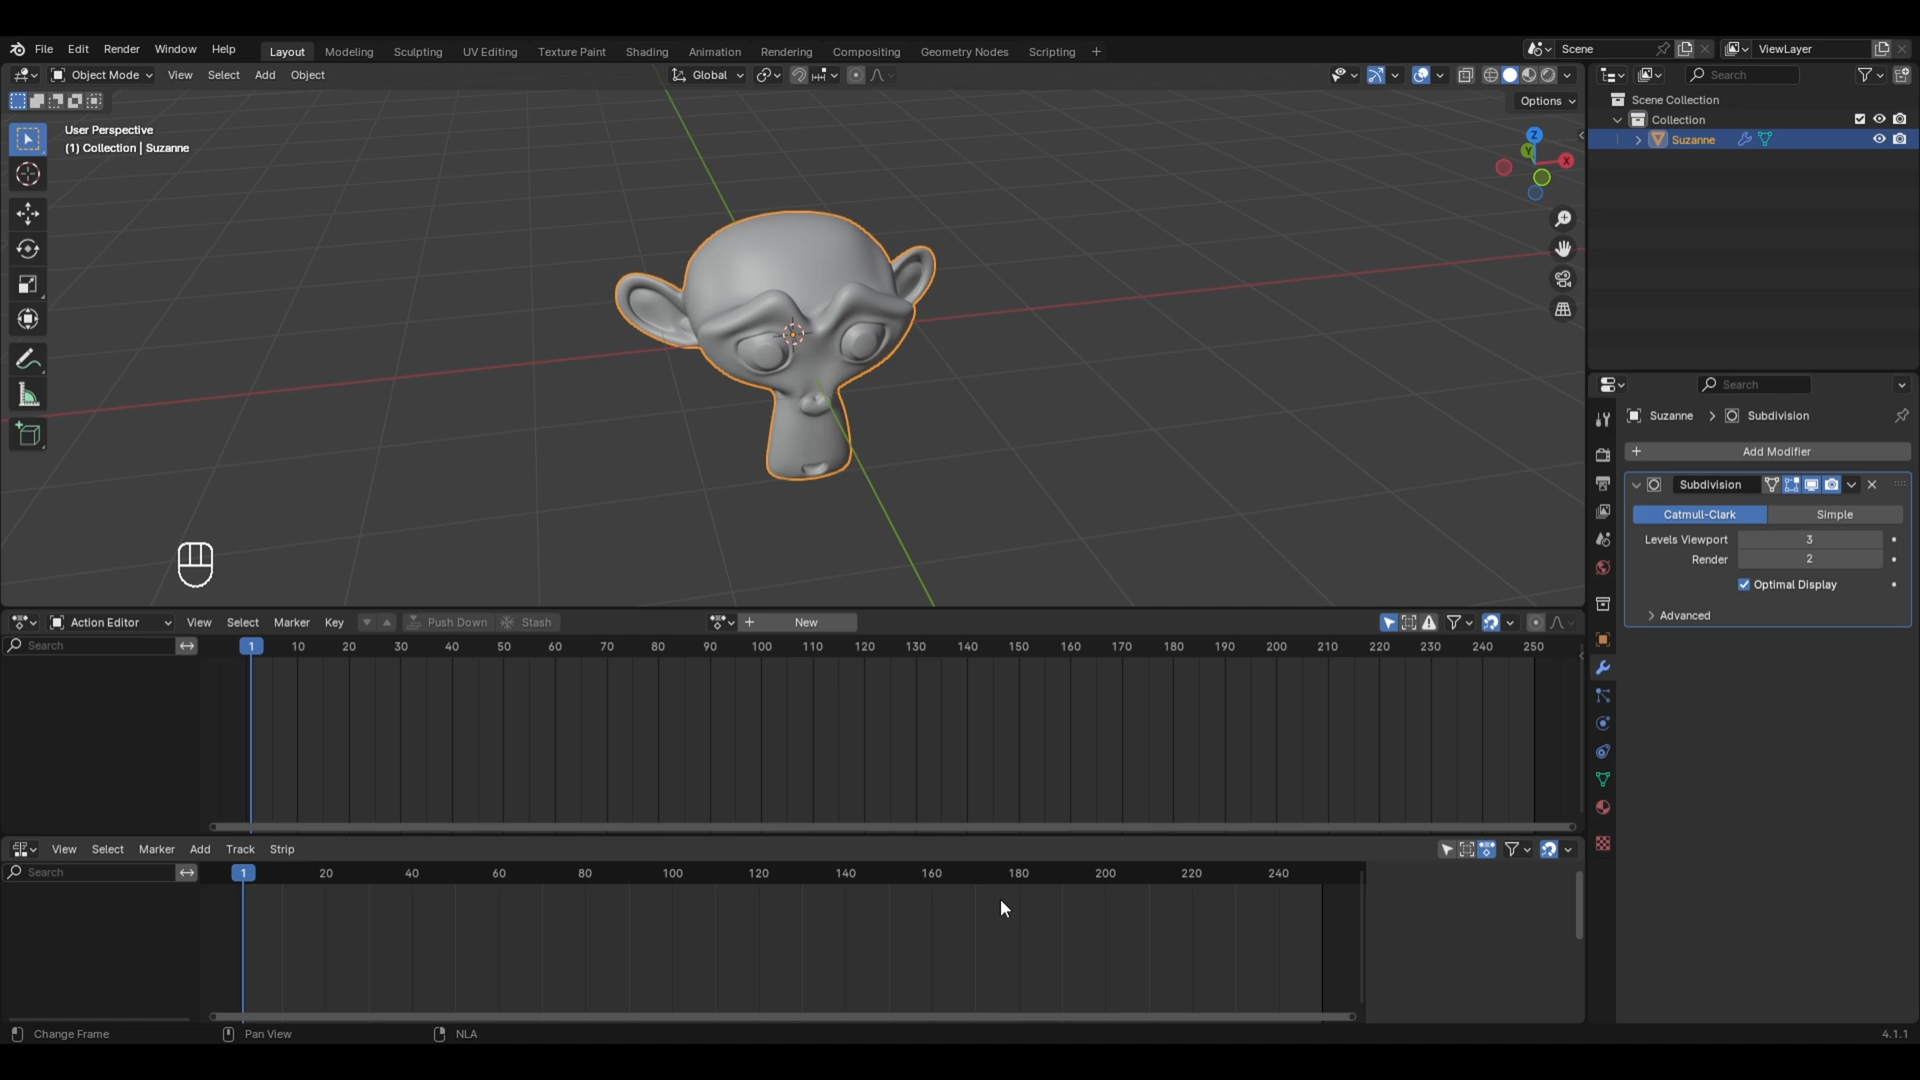 File Edit Render Window Help Layout Modeling Sculpting UV Editing Texture Paint Shading Animation Rendering Compositing Geometry Nodes Scripting + Scene ViewLayer
Object Mode View Select Add Object Global Search
Options
User Perspective
(1) Collection | Suzanne
Z
Y
X
Scene Collection
Collection
Suzanne
Search
Suzanne > Subdivision
+ Add Modifier
Subdivision
Catmull-Clark Simple
Levels Viewport 3
Render 2
Optimal Display
Advanced
Action Editor View Select Marker Key Push Down Stash + New
Search 1 10 20 30 40 50 60 70 80 90 100 110 120 130 140 150 160 170 180 190 200 210 220 230 240 250
View Select Marker Add Track Strip
Search 1 20 40 60 80 100 120 140 160 180 200 220 240
Change Frame Pan View NLA 4.1.1